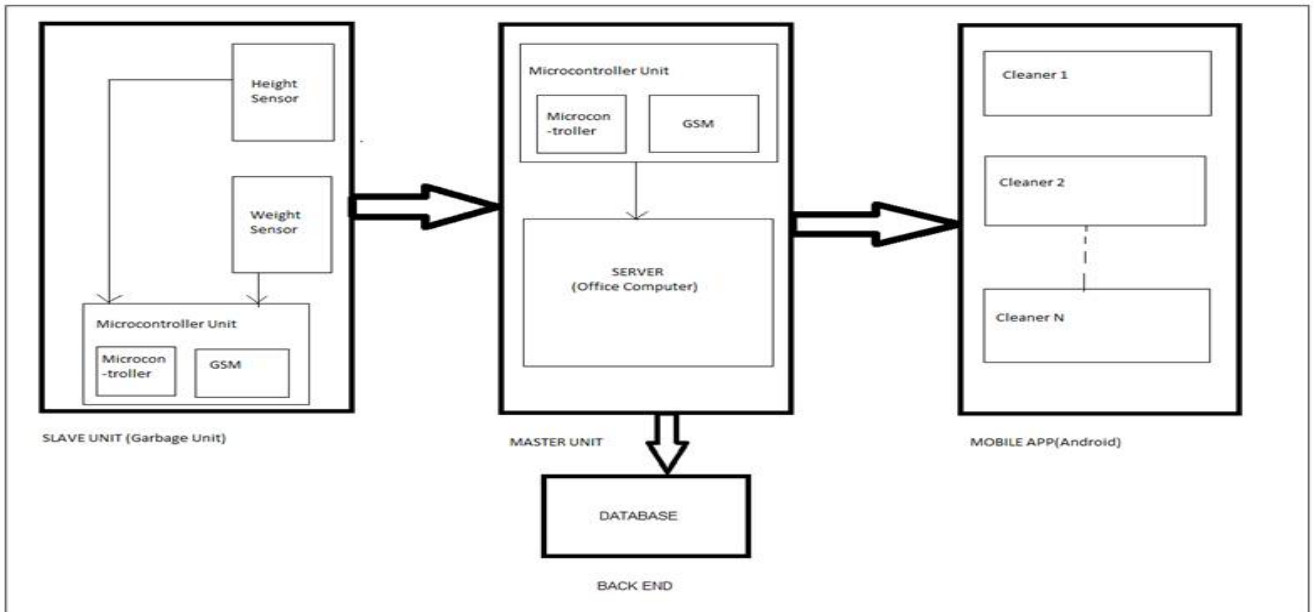 Height
Sensor
Weight
Sensor
Microcontroller Unit
Microcon
-troller
GSM
SLAVE UNIT (Garbage Unit)
Microcontroller Unit
Microcon
-troller
GSM
SERVER
(Office Computer)
MASTER UNIT
Cleaner 1
Cleaner 2
Cleaner N
MOBILE APP(Android)
DATABASE
BACK END